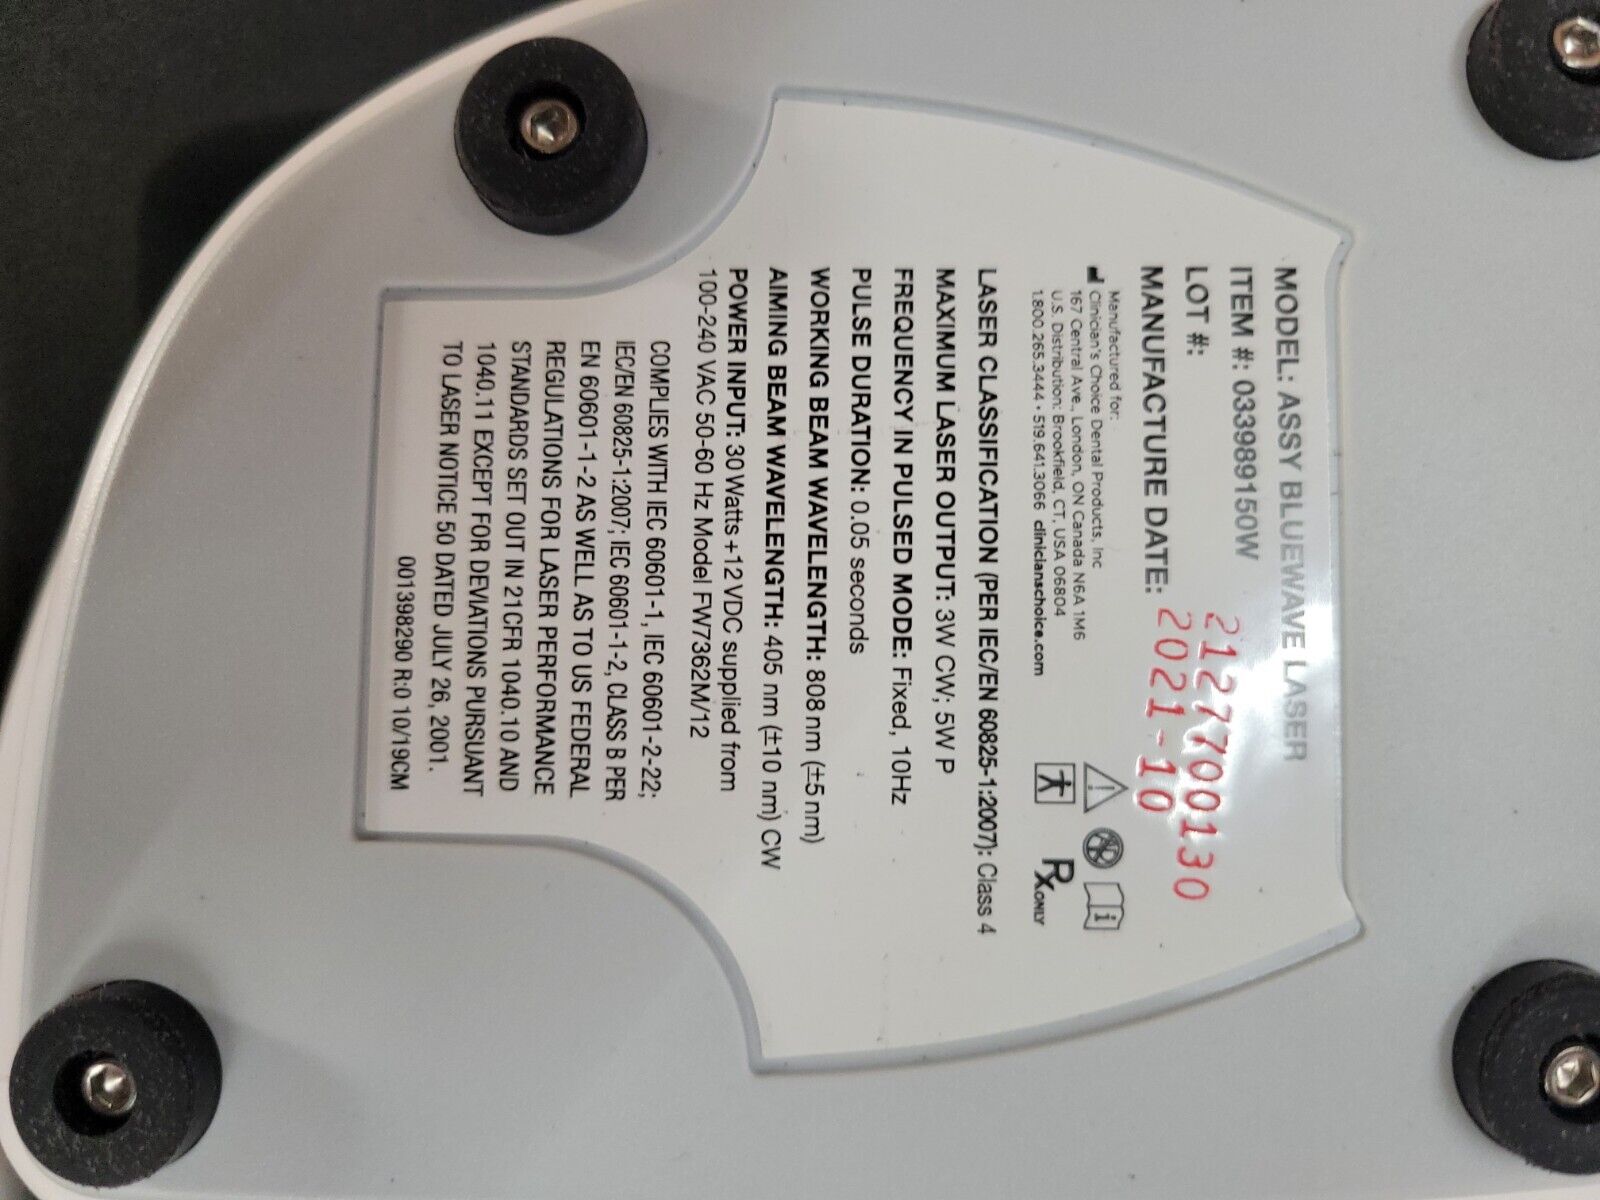 MODEL: ASSY BLUEWAVE LASER
ITEM #: 033989150W
LOT #: 2127700130
MANUFACTURE DATE: 2021-10
Manufactured for:
Clinician's Choice Dental Products, Inc
167 Central Ave., London, ON Canada N6A 1M6
U.S. Distribution: Brookfield, CT, USA 06804
1.800.265.3444 • 519.641.3066 clinicianschoice.com
Rx ONLY
LASER CLASSIFICATION (PER IEC/EN 60825-1:2007): Class 4
MAXIMUM LASER OUTPUT: 3W CW; 5W P
FREQUENCY IN PULSED MODE: Fixed, 10Hz
PULSE DURATION: 0.05 seconds
WORKING BEAM WAVELENGTH: 808 nm (±5 nm)
AIMING BEAM WAVELENGTH: 405 nm (±10 nm) CW
POWER INPUT: 30 Watts +12 VDC supplied from
100-240 VAC 50-60 Hz Model FW7362M/12
COMPLIES WITH IEC 60601-1, IEC 60601-2-22;
IEC/EN 60825-1:2007; IEC 60601-1-2, CLASS B PER
EN 60601-1-2 AS WELL AS TO US FEDERAL
REGULATIONS FOR LASER PERFORMANCE
STANDARDS SET OUT IN 21CFR 1040.10 AND
1040.11 EXCEPT FOR DEVIATIONS PURSUANT
TO LASER NOTICE 50 DATED JULY 26, 2001.
001398290 R:0 10/19CM